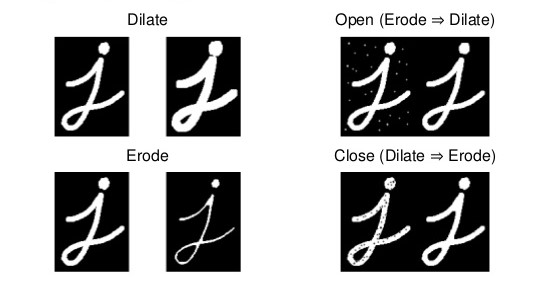 Dilate
Open (Erode ⇒ Dilate)
j
j
j
j
Erode
Close (Dilate ⇒ Erode)
j
j
j
j